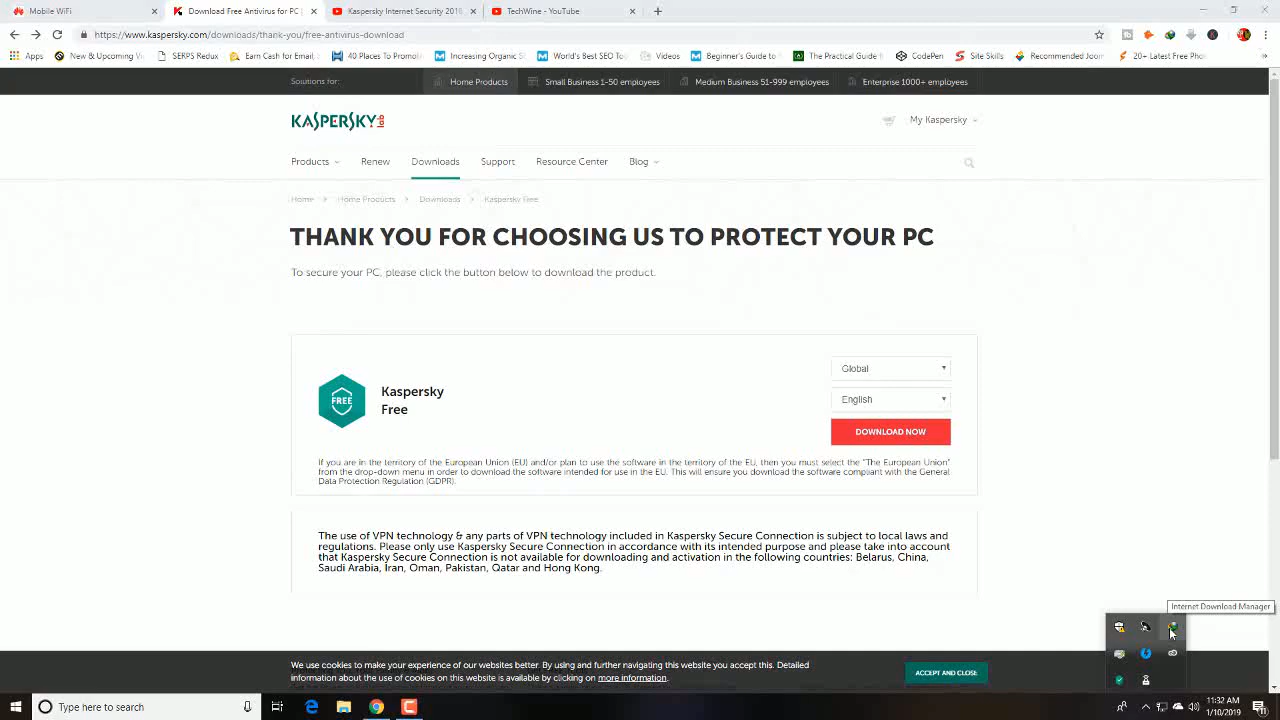 Mobile WiFi
Download Free Antivirus for PC |
Kaspersky Internet Security 2016
TechWine - YouTube
https://www.kaspersky.com/downloads/thank-you/free-antivirus-download
Apps
New & Upcoming
Earn Cash for Email
SERPS Redux
40 Places To Promot
Increasing Organic S
World's Best SEO To
Videos
Beginner's Guide to
The Practical Guide
CodePen
Site Skills
Recommended Joom
20+ Latest Free Pho
Solutions for:
Home Products
Small Business 1-50 employees
Medium Business 51-999 employees
Enterprise 1000+ employees
KASPERSKY lab
My Kaspersky
Products
Renew
Downloads
Support
Resource Center
Blog
Home > Home Products > Downloads > Kaspersky Free
THANK YOU FOR CHOOSING US TO PROTECT YOUR PC
To secure your PC, please click the button below to download the product.
FREE
Kaspersky
Free
Global
English
DOWNLOAD NOW
If you are in the territory of the European Union (EU) and/or plan to use the software in the territory of the EU, then you must select the "The European Union"
from the drop-down menu in order to download the software intended for use in the EU. This will ensure you download the software compliant with the General
Data Protection Regulation (GDPR).
The use of VPN technology & any parts of VPN technology included in Kaspersky Secure Connection is subject to local laws and
regulations. Please only use Kaspersky Secure Connection in accordance with its intended purpose and please take into account
that Kaspersky Secure Connection is not available for downloading and activation in the following countries: Belarus, China,
Saudi Arabia, Iran, Oman, Pakistan, Qatar and Hong Kong.
Internet Download Manager
We use cookies to make your experience of our websites better. By using and further navigating this website you accept this. Detailed
information about the use of cookies on this website is available by clicking on more information.
ACCEPT AND CLOSE
Type here to search
11:32 AM
1/10/2019